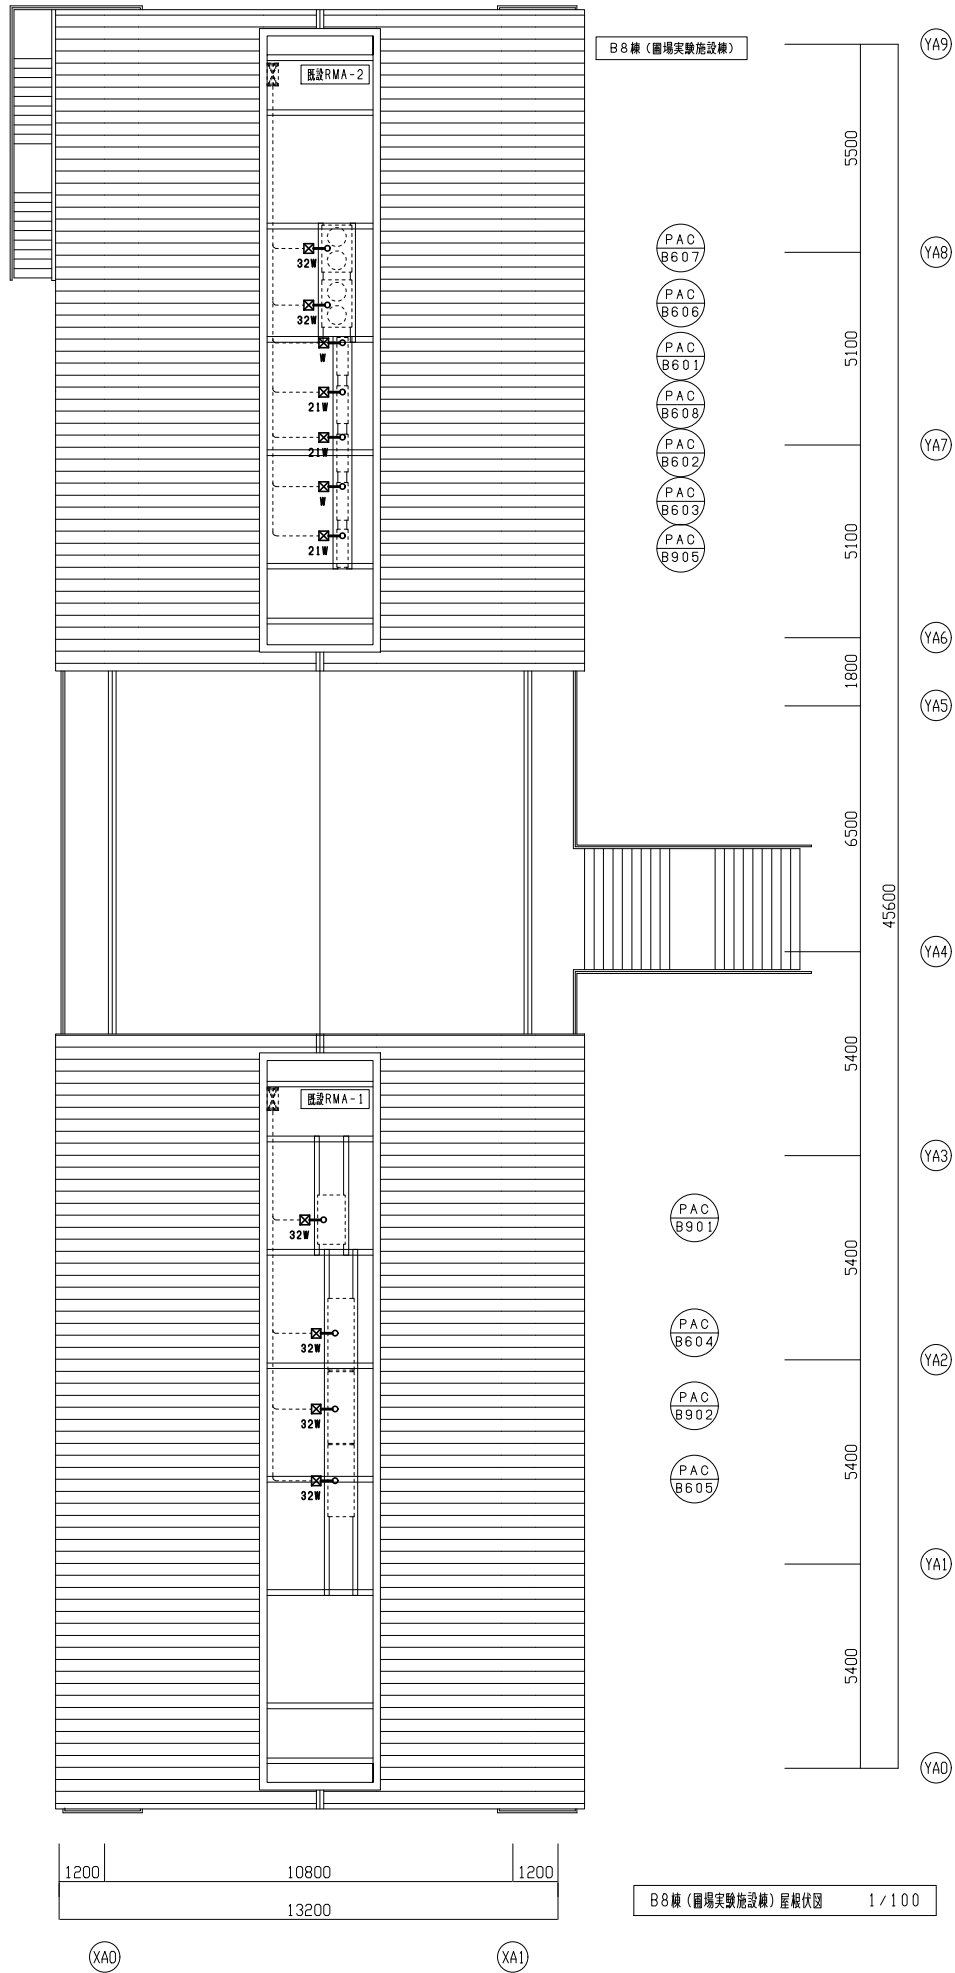 B8棟（圃場実験施設棟）
YA9
既設RMA-2
5500
PAC
B607
YA8
32W
PAC
B606
32W
5100
PAC
B601
W
PAC
B608
21W
PAC
B602
YA7
21W
PAC
B603
W
PAC
B905
5100
21W
YA6
1800
YA5
6500
45600
YA4
5400
既設RMA-1
YA3
PAC
B901
32W
5400
PAC
B604
32W
YA2
PAC
B902
32W
5400
PAC
B605
32W
YA1
5400
YA0
1200 10800 1200
13200
B8棟（圃場実験施設棟）屋根伏図 1/100
XA0 XA1